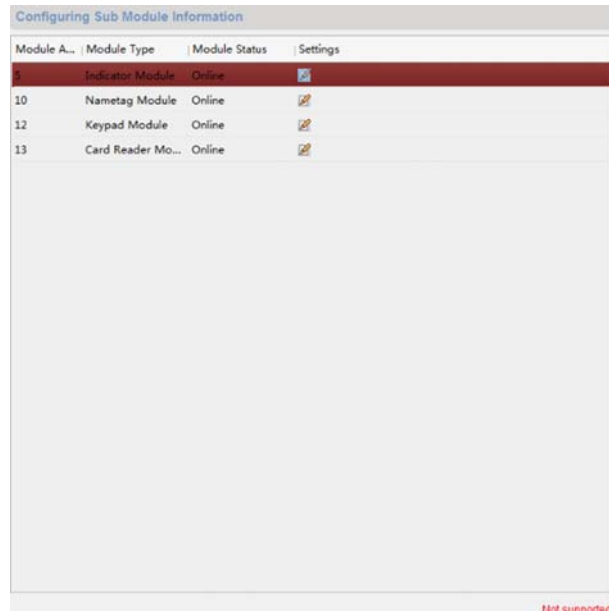 Configuring Sub Module Information
Module A... Module Type Module Status Settings
5 Indicator Module Online
10 Nametag Module Online
12 Keypad Module Online
13 Card Reader Mo... Online
Not supported